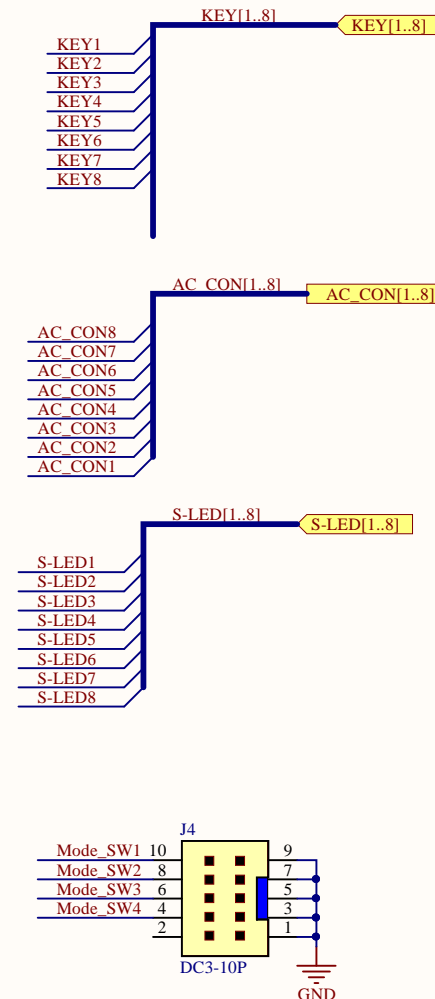 KEY[1..8] KEY[1..8]
KEY1
KEY2
KEY3
KEY4
KEY5
KEY6
KEY7
KEY8
AC_CON[1..8] AC_CON[1..8]
AC_CON8
AC_CON7
AC_CON6
AC_CON5
AC_CON4
AC_CON3
AC_CON2
AC_CON1
S-LED[1..8] S-LED[1..8]
S-LED1
S-LED2
S-LED3
S-LED4
S-LED5
S-LED6
S-LED7
S-LED8
J4
Mode_SW1 10 9
Mode_SW2 8 7
Mode_SW3 6 5
Mode_SW4 4 3
2 1
DC3-10P
GND